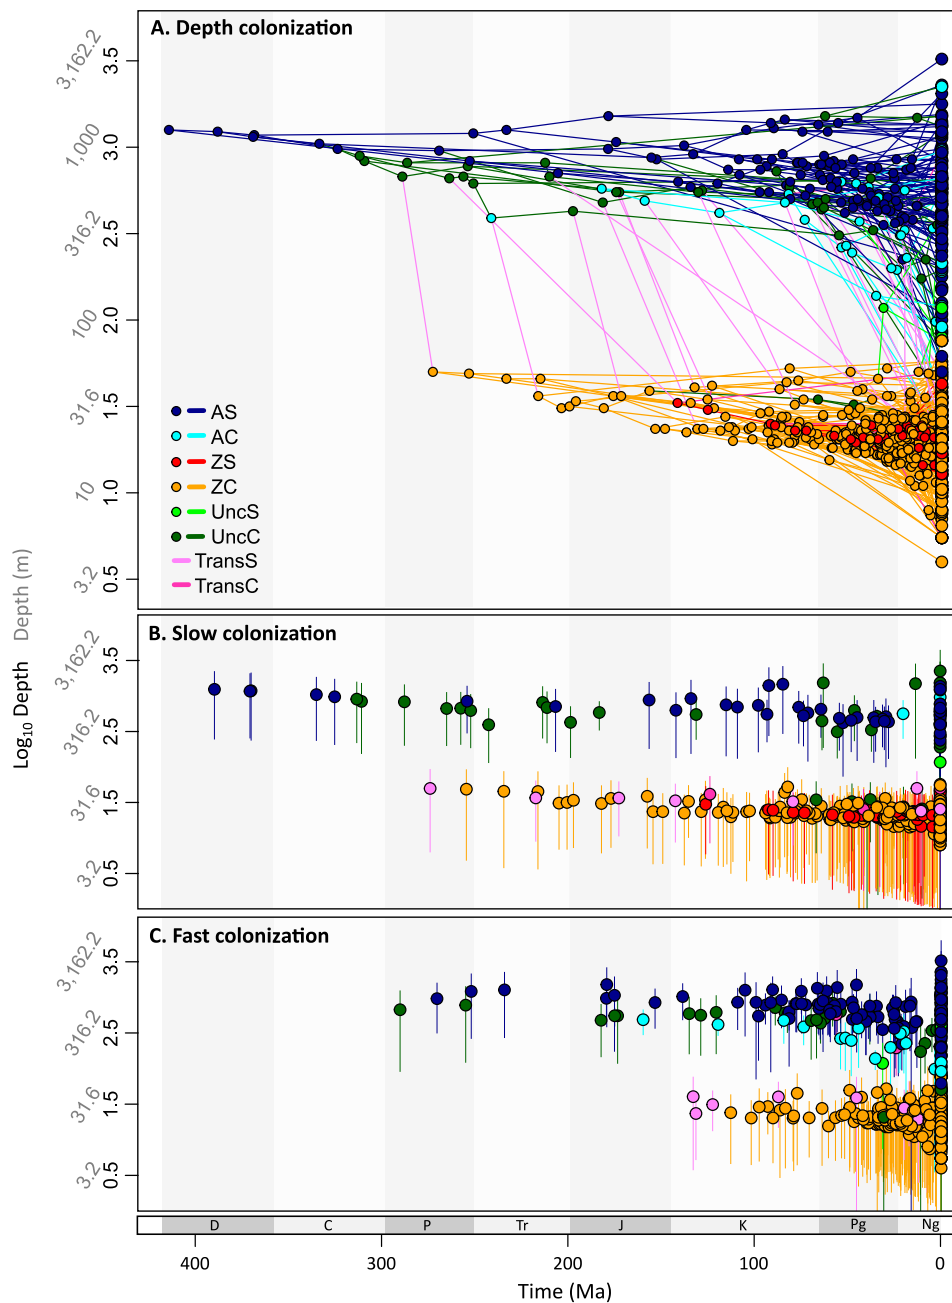 A. Depth colonization
3,162.2
3.5
1,000
3.0
316.2
2.5
100
2.0
31.6
1.5
10
1.0
3.2
0.5
AS
AC
ZS
ZC
UncS
UncC
TransS
TransC
Log10 Depth Depth (m)
B. Slow colonization
3,162.2
3.5
316.2
2.5
31.6
1.5
3.2
0.5
C. Fast colonization
3,162.2
3.5
316.2
2.5
31.6
1.5
3.2
0.5
D C P Tr J K Pg Ng
400 300 200 100 0
Time (Ma)